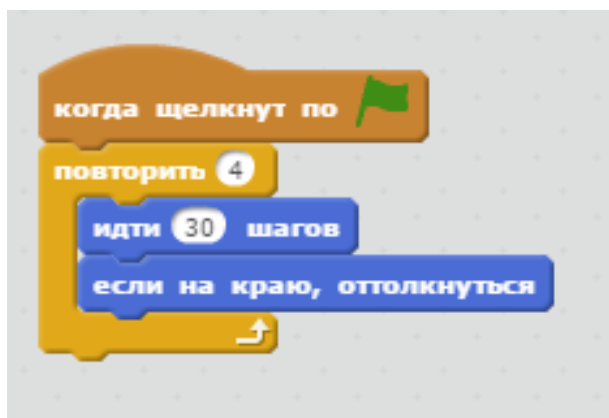 когда щелкнут по
повторить 4
идти 30 шагов
если на краю, оттолкнуться